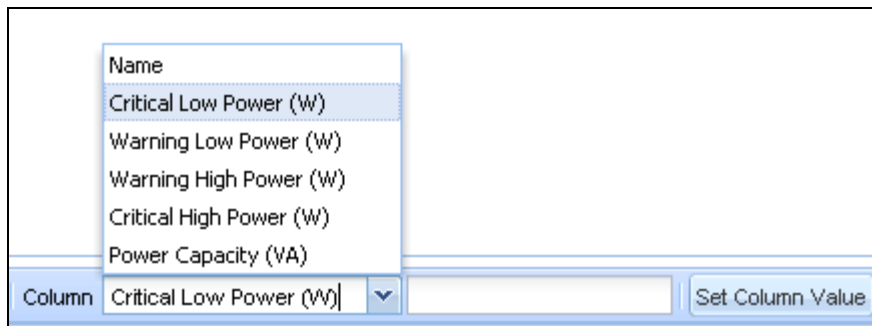 Name
Critical Low Power (W)
Warning Low Power (W)
Warning High Power (W)
Critical High Power (W)
Power Capacity (VA)
Column Critical Low Power (W) Set Column Value